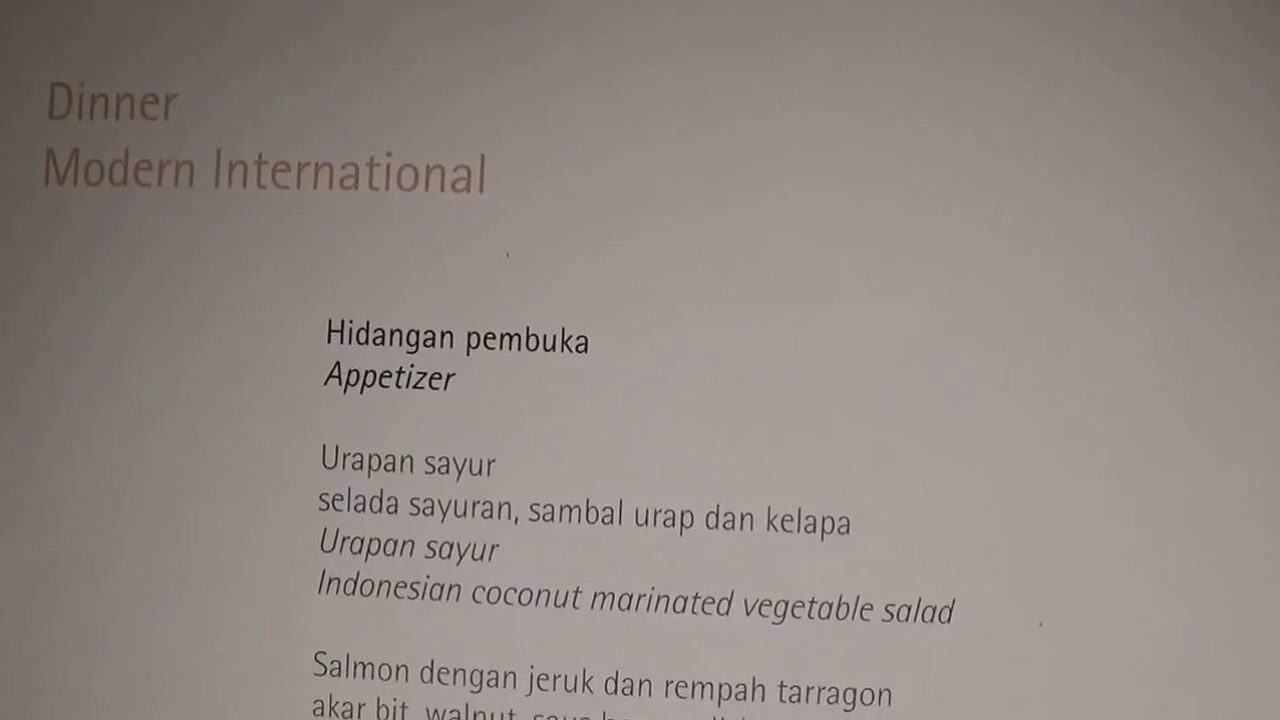 Dinner
Modern International
Hidangan pembuka
Appetizer
Urapan sayur
selada sayuran, sambal urap dan kelapa
Urapan sayur
Indonesian coconut marinated vegetable salad
Salmon dengan jeruk dan rempah tarragon
akar bit, walnut,